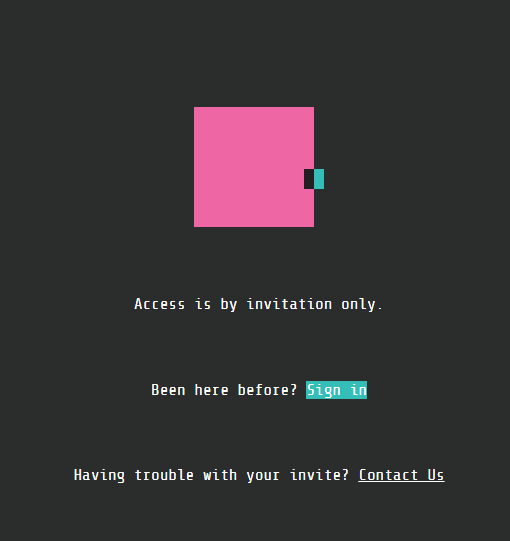 Access is by invitation only.
Been here before? Sign in
Having trouble with your invite? Contact Us